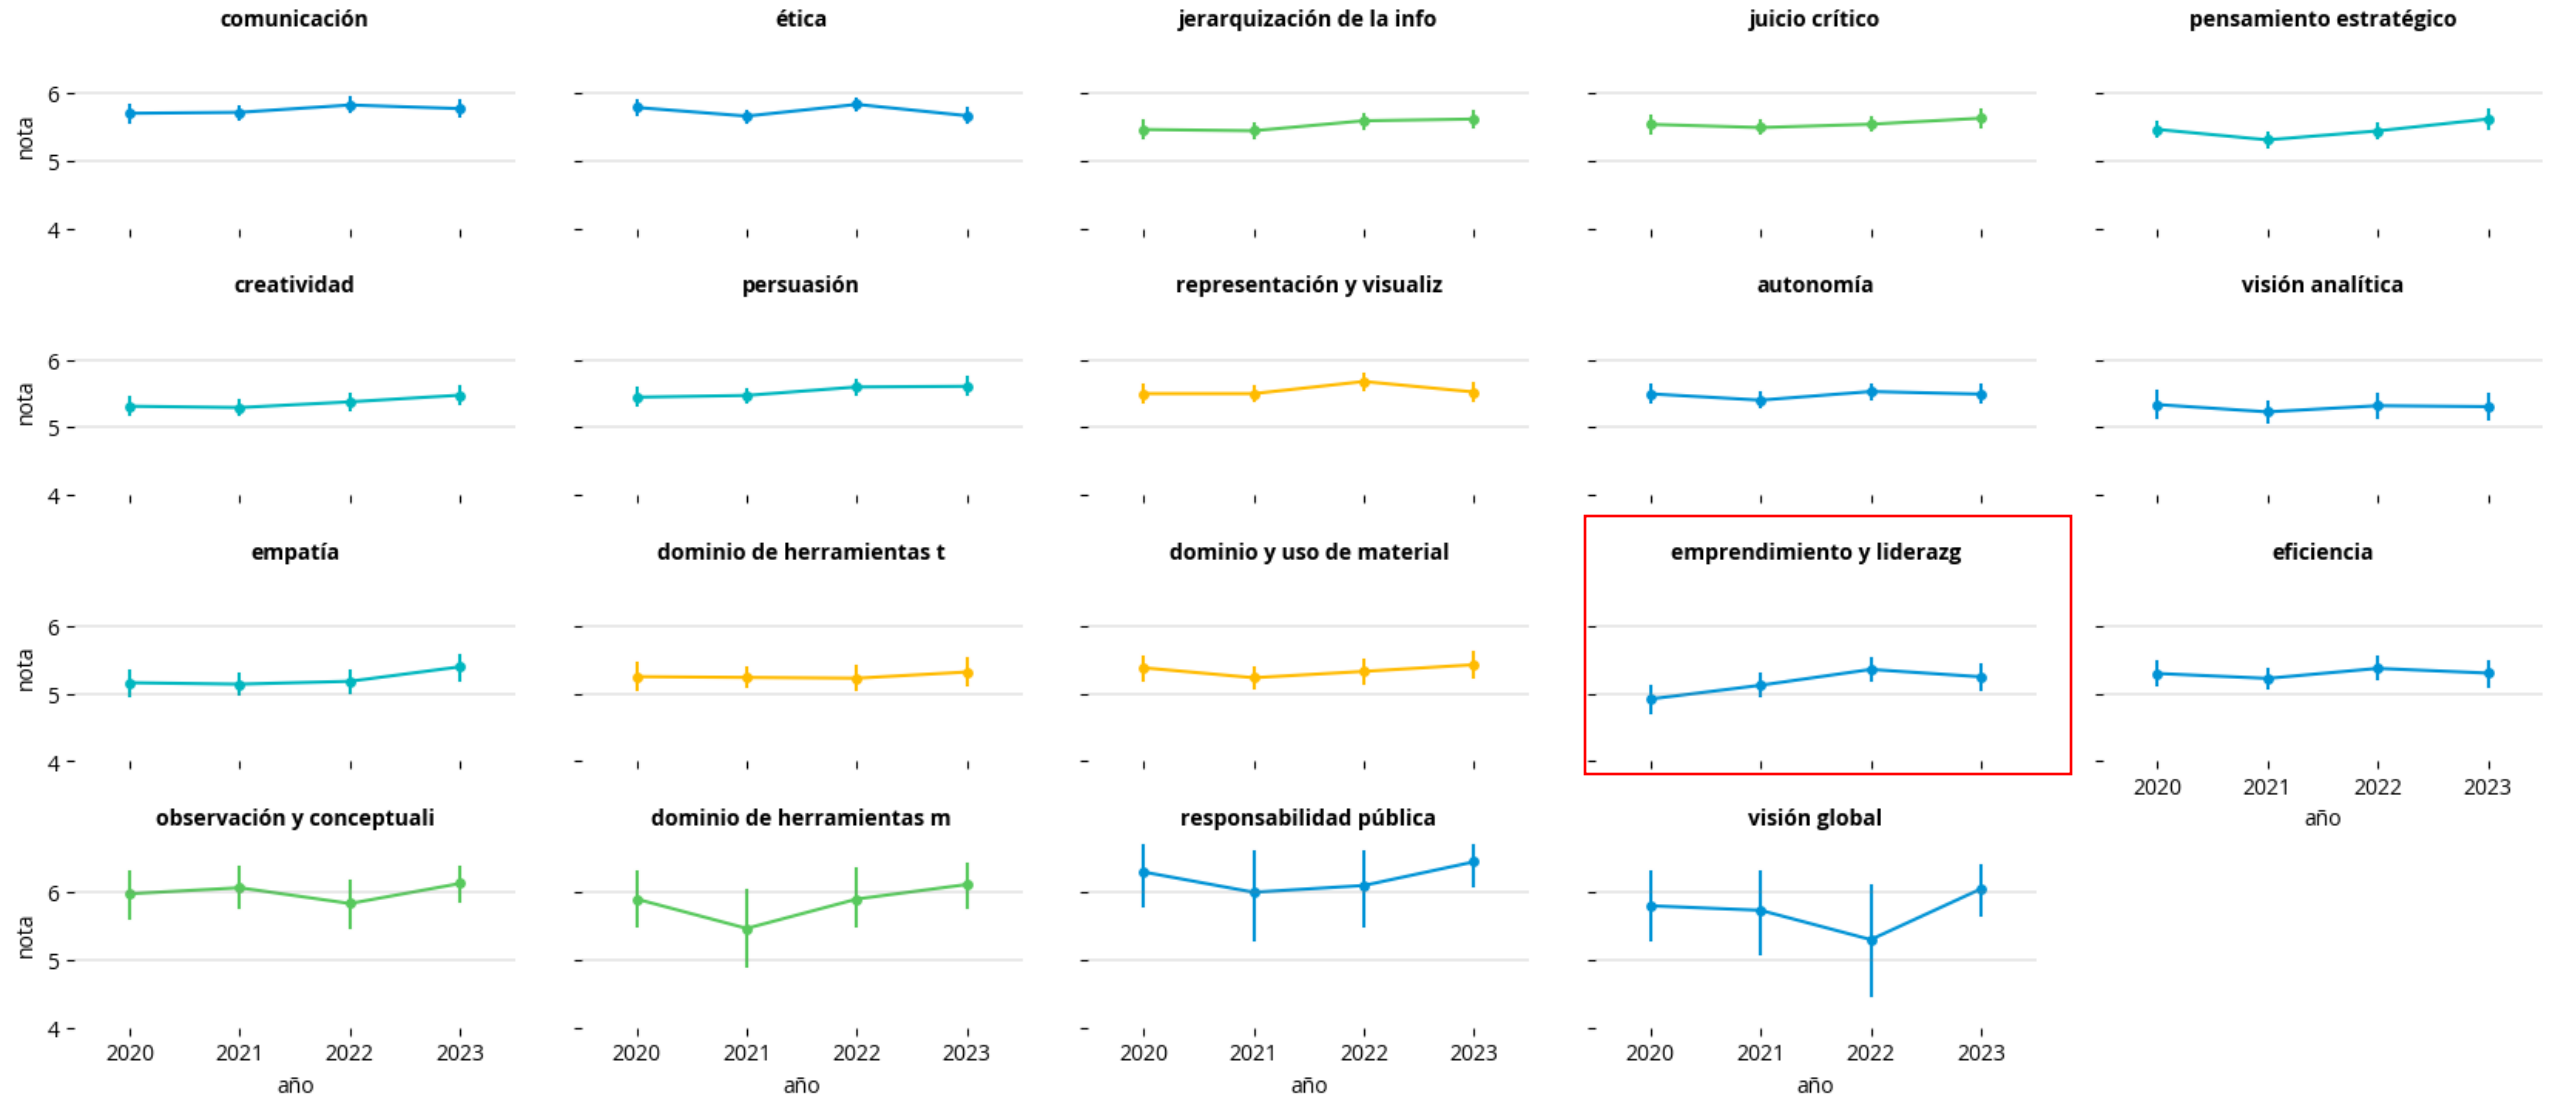 comunicación
ética
jerarquización de la info
juicio crítico
pensamiento estratégico
6
5
4
nota
creatividad
persuasión
representación y visualiz
autonomía
visión analítica
6
5
4
nota
empatía
dominio de herramientas t
dominio y uso de material
emprendimiento y liderazg
eficiencia
6
5
4
nota
2020 2021 2022 2023
año
observación y conceptuali
dominio de herramientas m
responsabilidad pública
visión global
6
5
4
nota
2020 2021 2022 2023
año
2020 2021 2022 2023
año
2020 2021 2022 2023
año
2020 2021 2022 2023
año